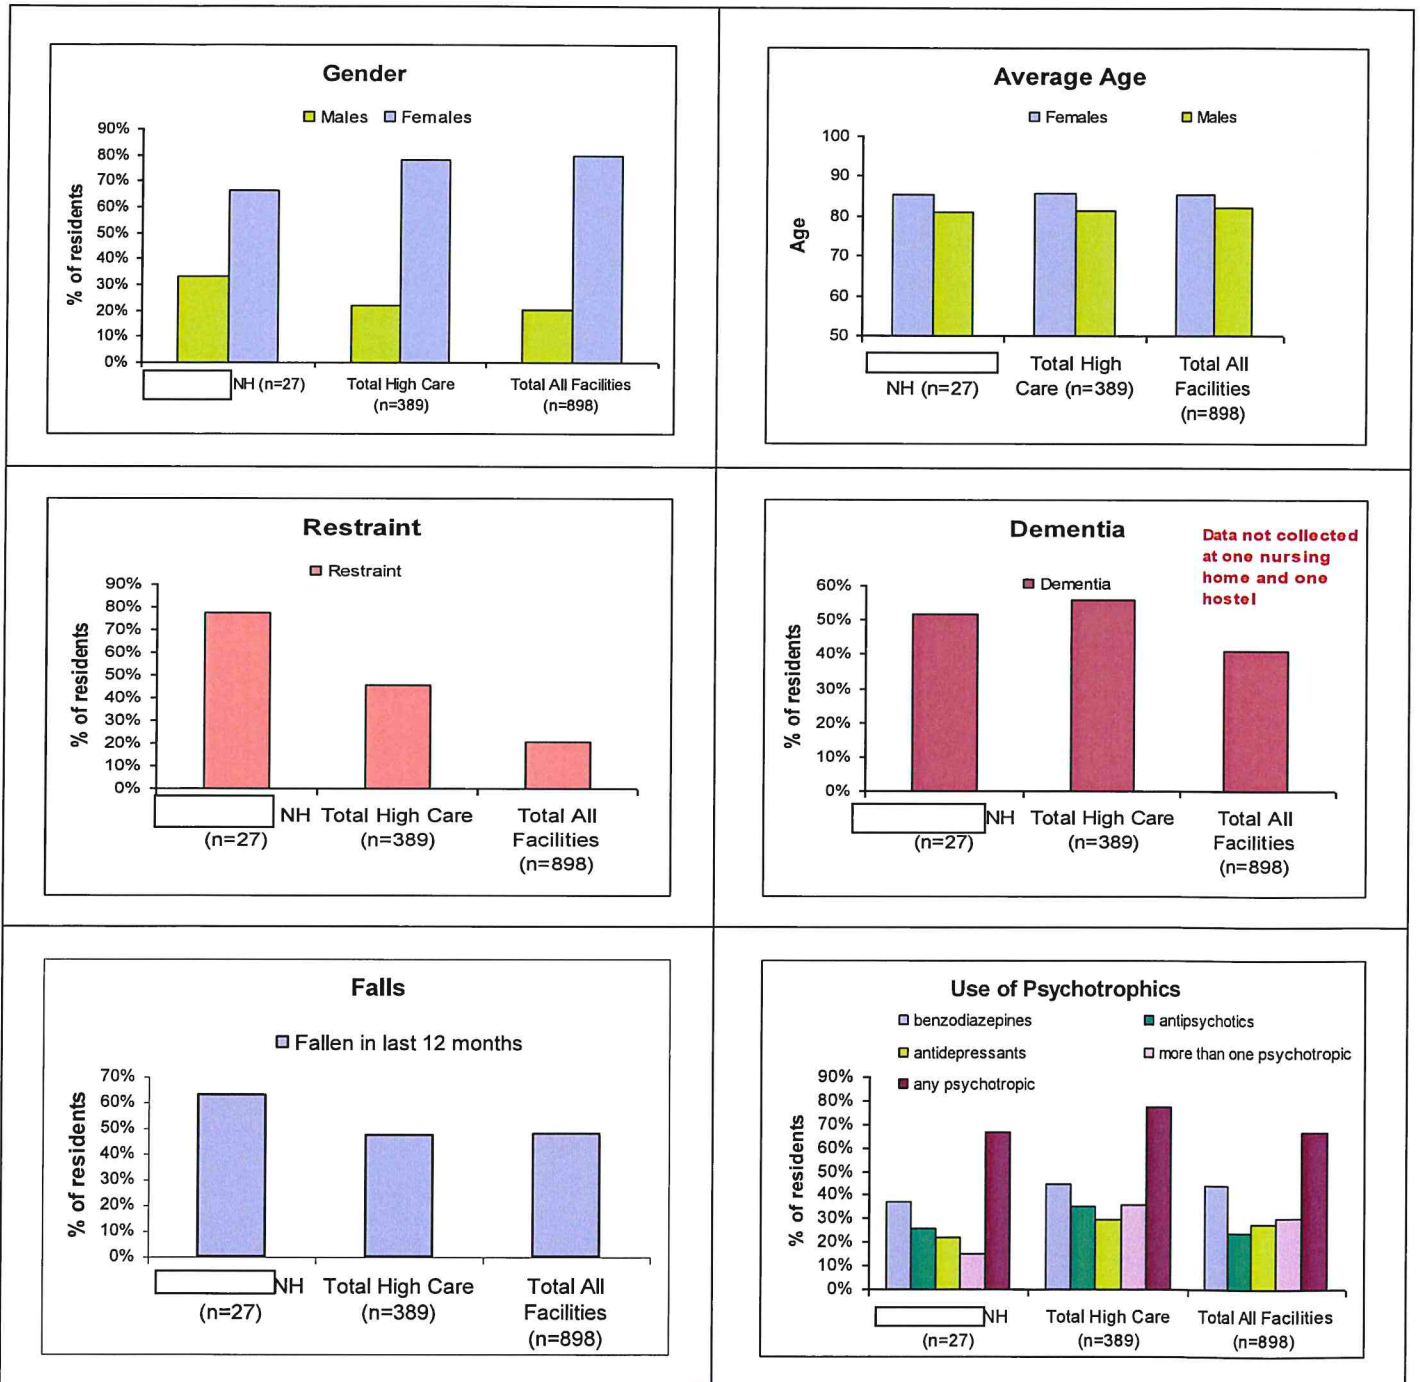 Gender
Males Females
90%
80%
70%
60%
50%
40%
30%
20%
10%
0%
% of residents
NH (n=27)
Total High Care
(n=389)
Total All Facilities
(n=898)
Average Age
Females Males
100
90
80
70
60
50
Age
NH (n=27)
Total High
Care (n=389)
Total All
Facilities
(n=898)
Restraint
Restraint
90%
80%
70%
60%
50%
40%
30%
20%
10%
0%
% of residents
NH
(n=27)
Total High Care
(n=389)
Total All
Facilities
(n=898)
Dementia
Data not collected
at one nursing
home and one
hostel
Dementia
60%
50%
40%
30%
20%
10%
0%
% of residents
NH
(n=27)
Total High Care
(n=389)
Total All
Facilities
(n=898)
Falls
Fallen in last 12 months
70%
60%
50%
40%
30%
20%
10%
0%
% of residents
NH
(n=27)
Total High Care
(n=389)
Total All
Facilities
(n=898)
Use of Psychotrophics
benzodiazepines antipsychotics
antidepressants more than one psychotropic
any psychotropic
90%
80%
70%
60%
50%
40%
30%
20%
10%
0%
% of residents
NH
(n=27)
Total High Care
(n=389)
Total All Facilities
(n=898)